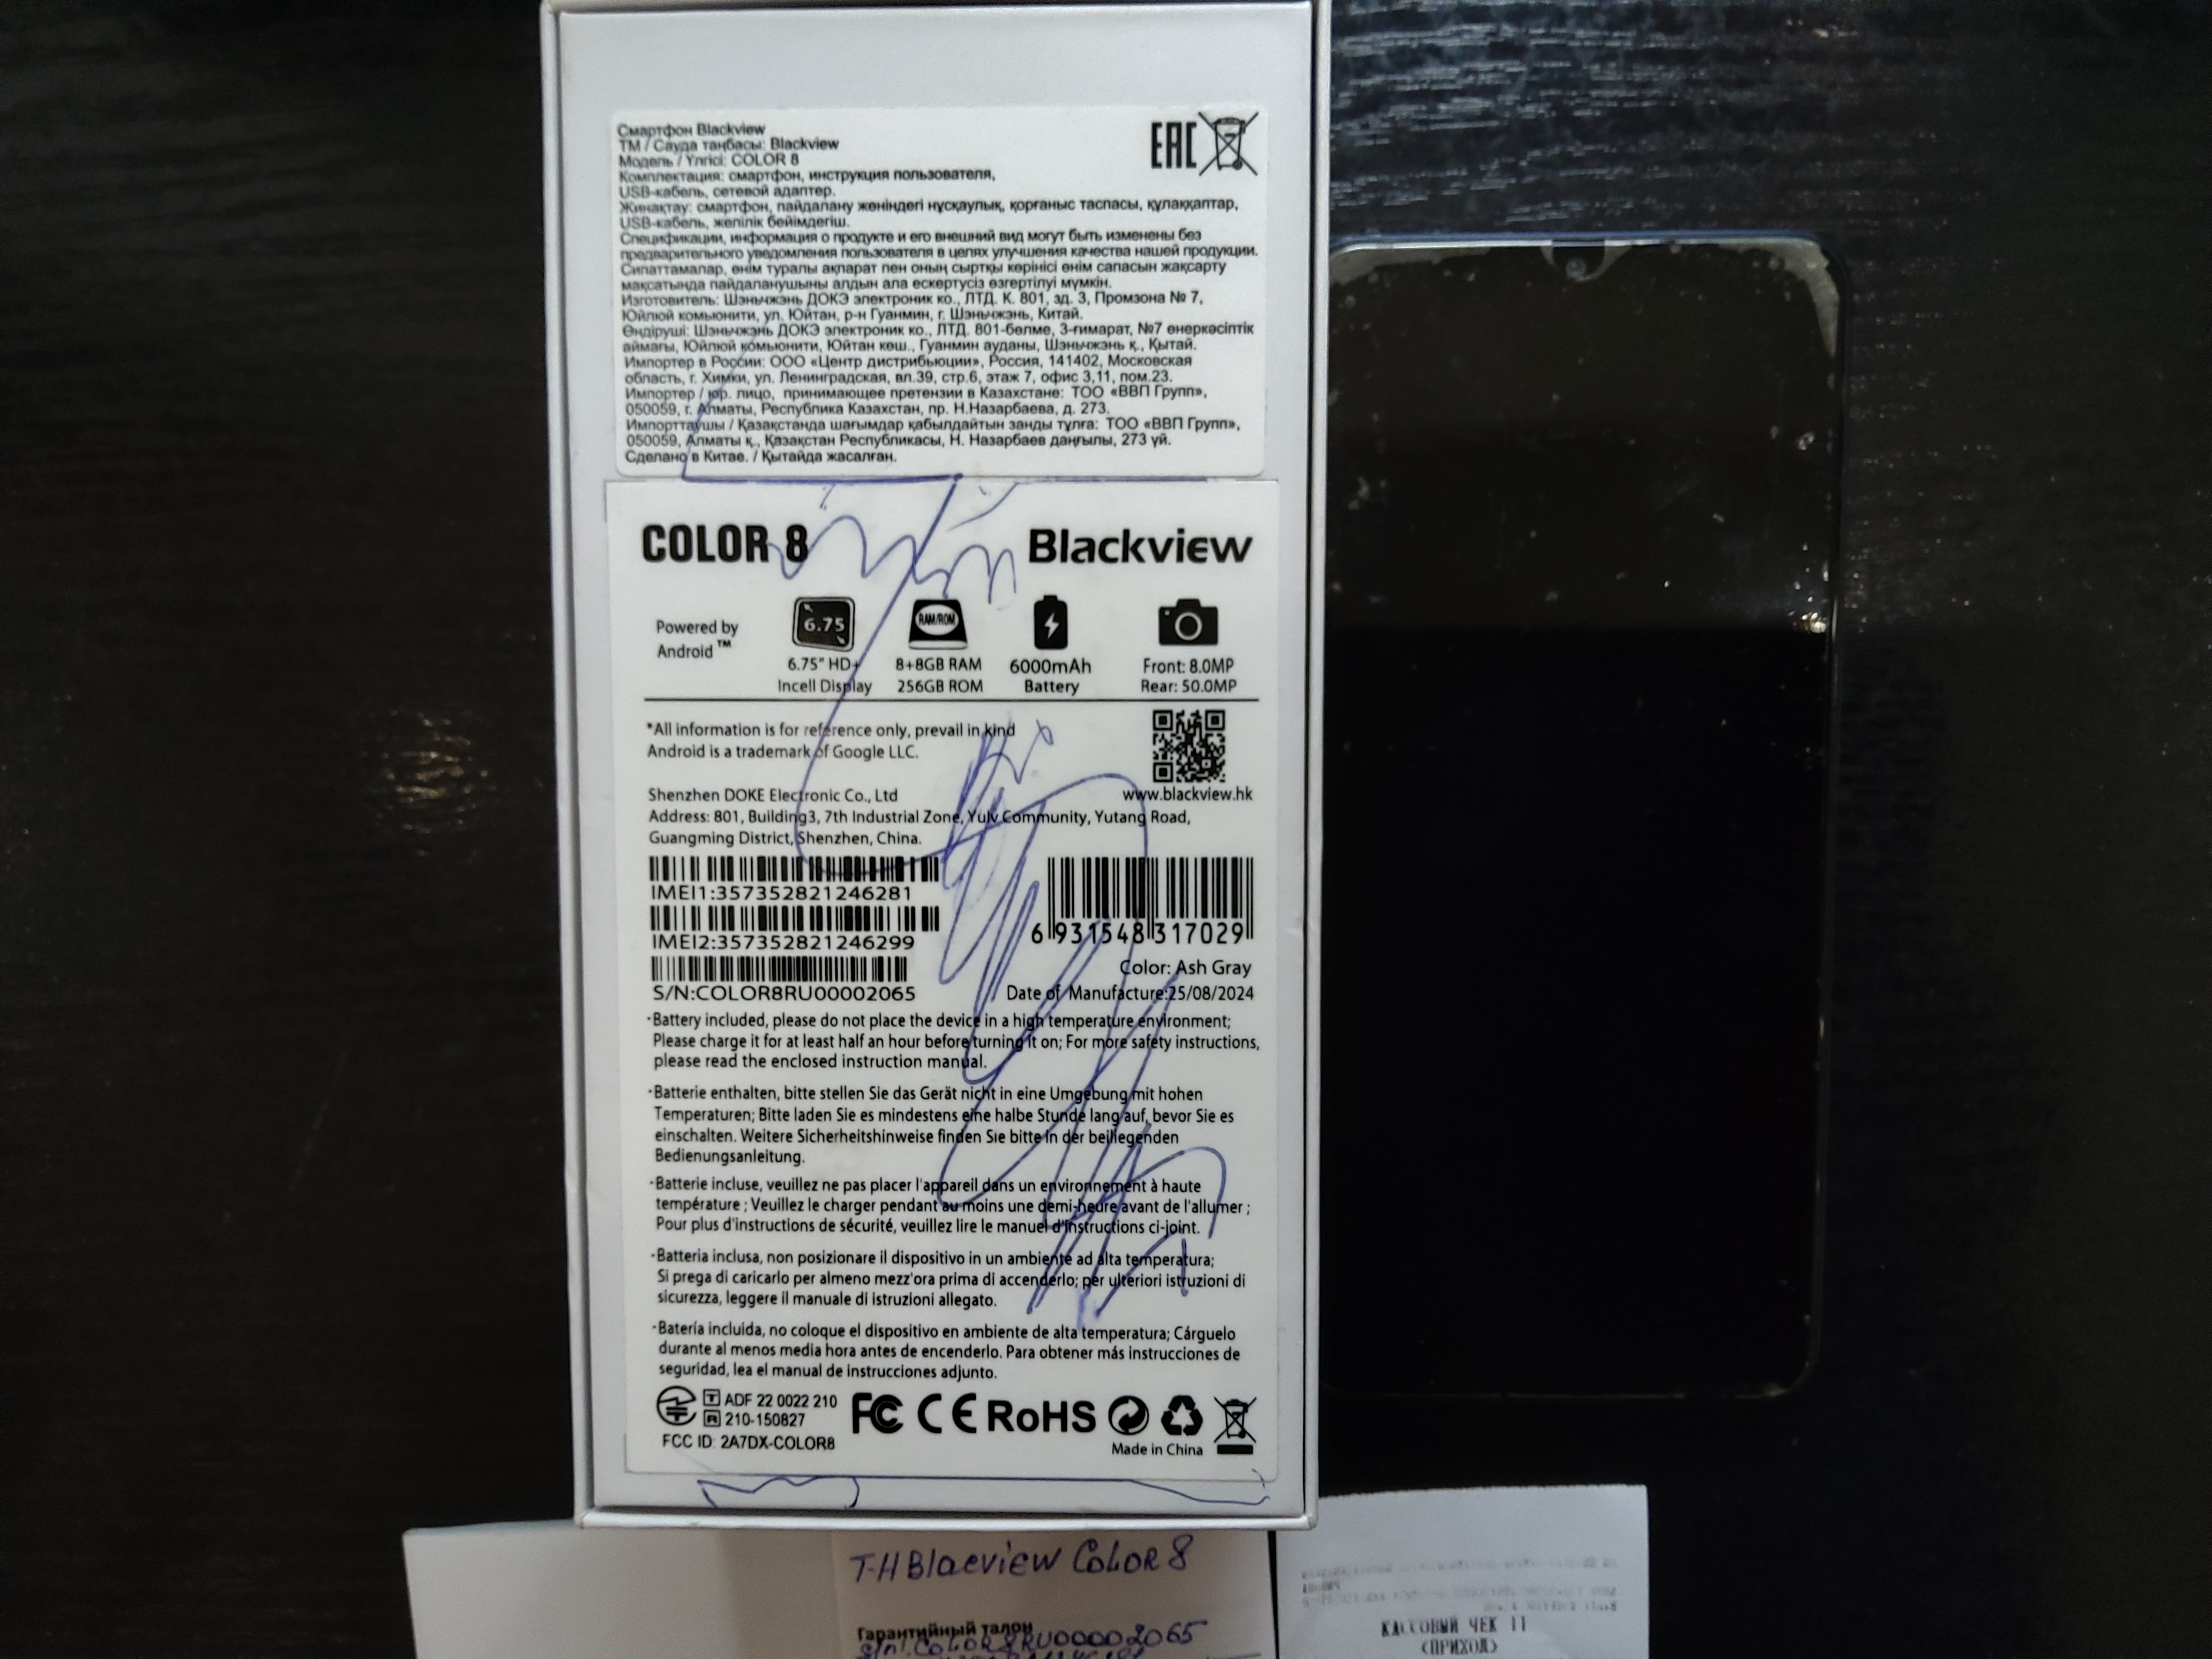 Смартфон Blackview
ТМ / Сауда таңбасы: Blackview
Модель / Үлгісі: COLOR 8
Комплектация: смартфон, инструкция пользователя,
USB-кабель, сетевой адаптер.
Жинақтау: смартфон, пайдалану жөніндегі нұсқаулық, қорғаныс таспасы, құлаққаптар,
USB-кабель, желілік бейімдегіш.
Спецификации, информация о продукте и его внешний вид могут быть изменены без
предварительного уведомления пользователя в целях улучшения качества нашей продукции.
Сипаттамалар, өнім туралы ақпарат пен оның сыртқы көрінісі өнім сапасын жақсарту
мақсатында пайдаланушыны алдын ала ескертусіз өзгертілуі мүмкін.
Изготовитель: Шэньчжэнь ДОКЭ электроник ко., ЛТД. К. 801, зд. 3, Промзона № 7,
Юйлюй комьюнити, ул. Юйтан, р-н Гуанмин, г. Шэньчжэнь, Китай.
Өндіруші: Шэньчжэнь ДОКЭ электроник ко., ЛТД. 801-бөлме, 3-ғимарат, №7 өнеркәсіптік
аймағы, Юйлюй комьюнити, Юйтан көш., Гуанмин ауданы, Шэньчжэнь қ., Қытай.
Импортер в России: ООО «Центр дистрибьюции», Россия, 141402, Московская
область, г. Химки, ул. Ленинградская, вл.39, стр.6, этаж 7, офис 3,11, пом.23.
Импортер / юр. лицо, принимающее претензии в Казахстане: ТОО «ВВП Групп»,
050059, г. Алматы, Республика Казахстан, пр. Н.Назарбаева, д. 273.
Импорттаушы / Қазақстанда шағымдар қабылдайтын заңды тұлға: ТОО «ВВП Групп»,
050059, Алматы қ., Қазақстан Республикасы, Н. Назарбаев даңғылы, 273 үй.
Сделано в Китае. / Қытайда жасалған.
EAC
COLOR 8 Blackview
Powered by
Android™
6.75
6.75" HD+
Incell Display
RAM/ROM
8+8GB RAM
256GB ROM
6000mAh
Battery
Front: 8.0MP
Rear: 50.0MP
*All information is for reference only, prevail in kind
Android is a trademark of Google LLC.
Shenzhen DOKE Electronic Co., Ltd
www.blackview.hk
Address: 801, Building3, 7th Industrial Zone, Yulv Community, Yutang Road,
Guangming District, Shenzhen, China.
IMEI1:357352821246281
IMEI2:357352821246299
S/N:COLOR8RU00002065
6 931548 317029
Color: Ash Gray
Date of Manufacture:25/08/2024
·Battery included, please do not place the device in a high temperature environment;
Please charge it for at least half an hour before turning it on; For more safety instructions,
please read the enclosed instruction manual.
·Batterie enthalten, bitte stellen Sie das Gerät nicht in eine Umgebung mit hohen
Temperaturen; Bitte laden Sie es mindestens eine halbe Stunde lang auf, bevor Sie es
einschalten. Weitere Sicherheitshinweise finden Sie bitte in der beiliegenden
Bedienungsanleitung.
·Batterie incluse, veuillez ne pas placer l'appareil dans un environnement à haute
température ; Veuillez le charger pendant au moins une demi-heure avant de l'allumer ;
Pour plus d'instructions de sécurité, veuillez lire le manuel d'instructions ci-joint.
·Batteria inclusa, non posizionare il dispositivo in un ambiente ad alta temperatura;
Si prega di caricarlo per almeno mezz'ora prima di accenderlo; per ulteriori istruzioni di
sicurezza, leggere il manuale di istruzioni allegato.
·Batería incluida, no coloque el dispositivo en ambiente de alta temperatura; Cárguelo
durante al menos media hora antes de encenderlo. Para obtener más instrucciones de
seguridad, lea el manual de instrucciones adjunto.
T ADF 22 0022 210
R 210-150827
FCC ID: 2A7DX-COLOR8
FC CE RoHS
Made in China
T-H Blacview COLOR 8
Гарантийный талон
s/n: COLOR8RU00002065
КАССОВЫЙ ЧЕК 11
(ПРИХОД)